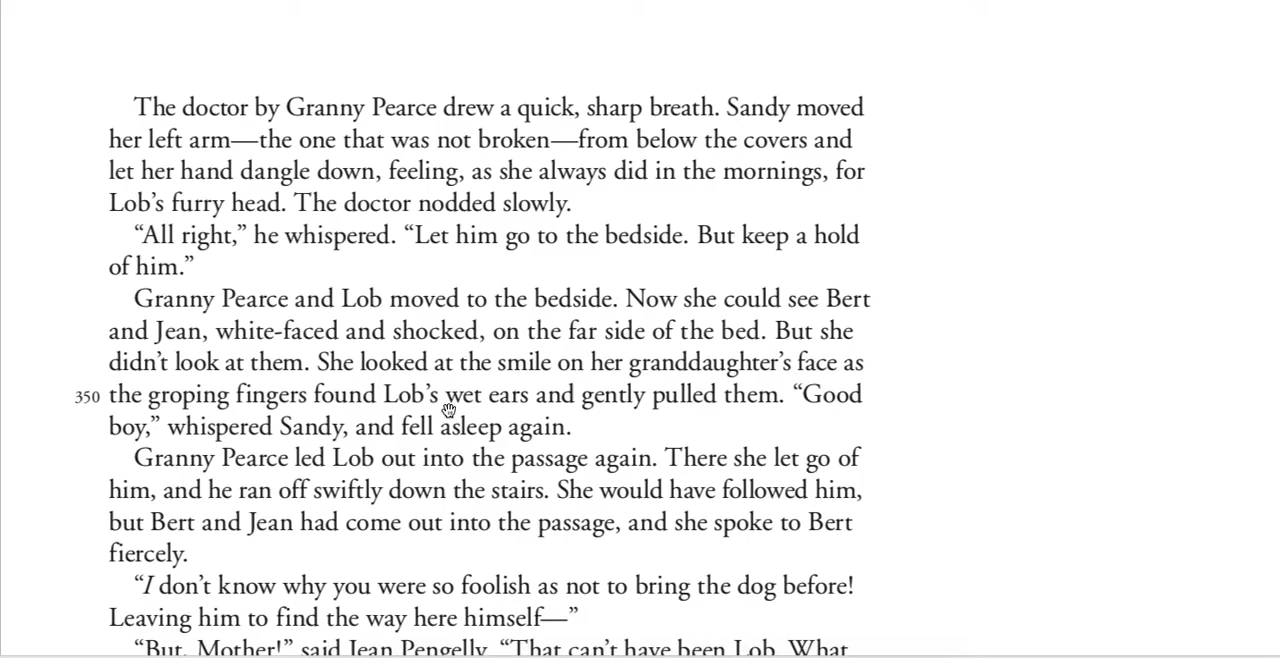 The doctor by Granny Pearce drew a quick, sharp breath. Sandy moved
her left arm—the one that was not broken—from below the covers and
let her hand dangle down, feeling, as she always did in the mornings, for
Lob’s furry head. The doctor nodded slowly.
“All right,” he whispered. “Let him go to the bedside. But keep a hold
of him.”
Granny Pearce and Lob moved to the bedside. Now she could see Bert
and Jean, white-faced and shocked, on the far side of the bed. But she
didn’t look at them. She looked at the smile on her granddaughter’s face as
350 the groping fingers found Lob’s wet ears and gently pulled them. “Good
boy,” whispered Sandy, and fell asleep again.
Granny Pearce led Lob out into the passage again. There she let go of
him, and he ran off swiftly down the stairs. She would have followed him,
but Bert and Jean had come out into the passage, and she spoke to Bert
fiercely.
“I don’t know why you were so foolish as not to bring the dog before!
Leaving him to find the way here himself—”
“But, Mother!” said Jean Pengelly. “That can’t have been Lob. What